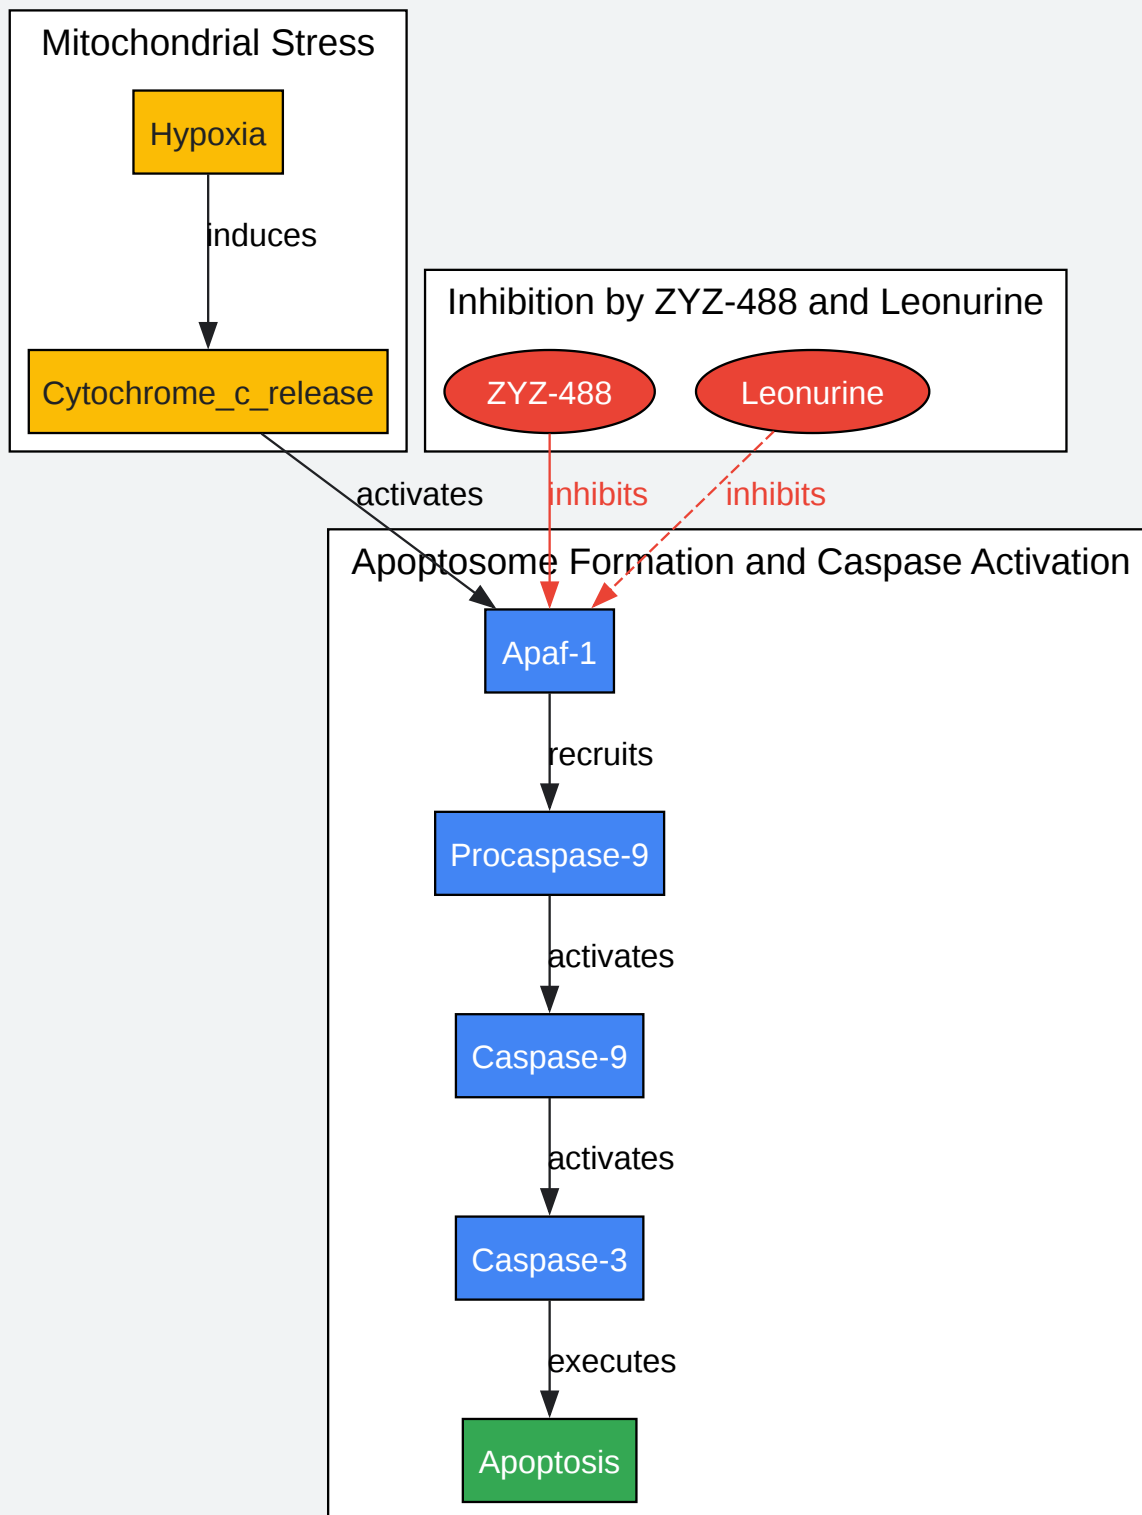 Mitochondrial Stress
Hypoxia
induces
Inhibition by ZYZ-488 and Leonurine
Cytochrome_c_release
ZYZ-488
Leonurine
activates
inhibits
inhibits
Apoptosome Formation and Caspase Activation
Apaf-1
recruits
Procaspase-9
activates
Caspase-9
activates
Caspase-3
executes
Apoptosis